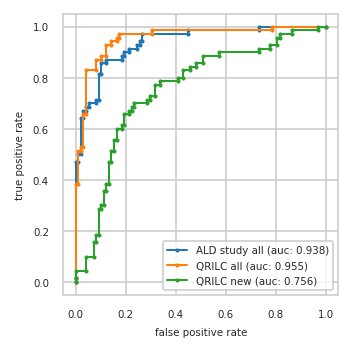 1.0
0.8
0.6
0.4
0.2
0.0
true positive rate
ALD study all (auc: 0.938)
QRILC all (auc: 0.955)
QRILC new (auc: 0.756)
0.0 0.2 0.4 0.6 0.8 1.0
false positive rate